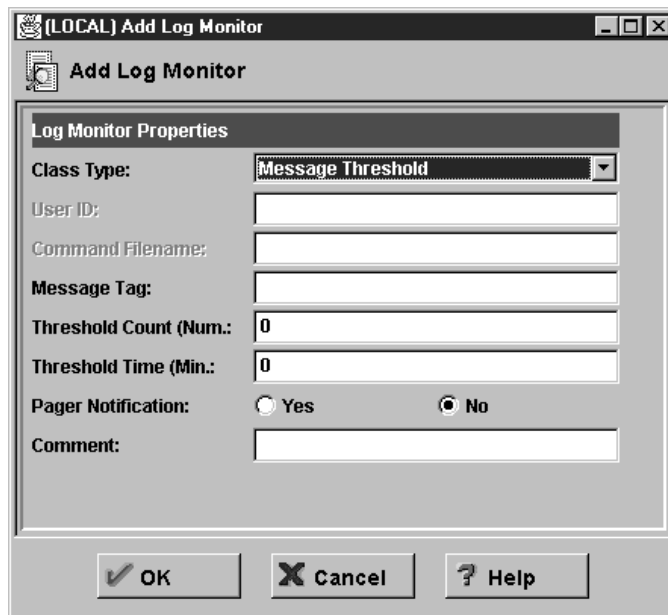 (LOCAL) Add Log Monitor
Add Log Monitor
Log Monitor Properties
Class Type: Message Threshold
User ID:
Command Filename:
Message Tag:
Threshold Count (Num.: 0
Threshold Time (Min.: 0
Pager Notification: Yes No
Comment:
OK Cancel Help